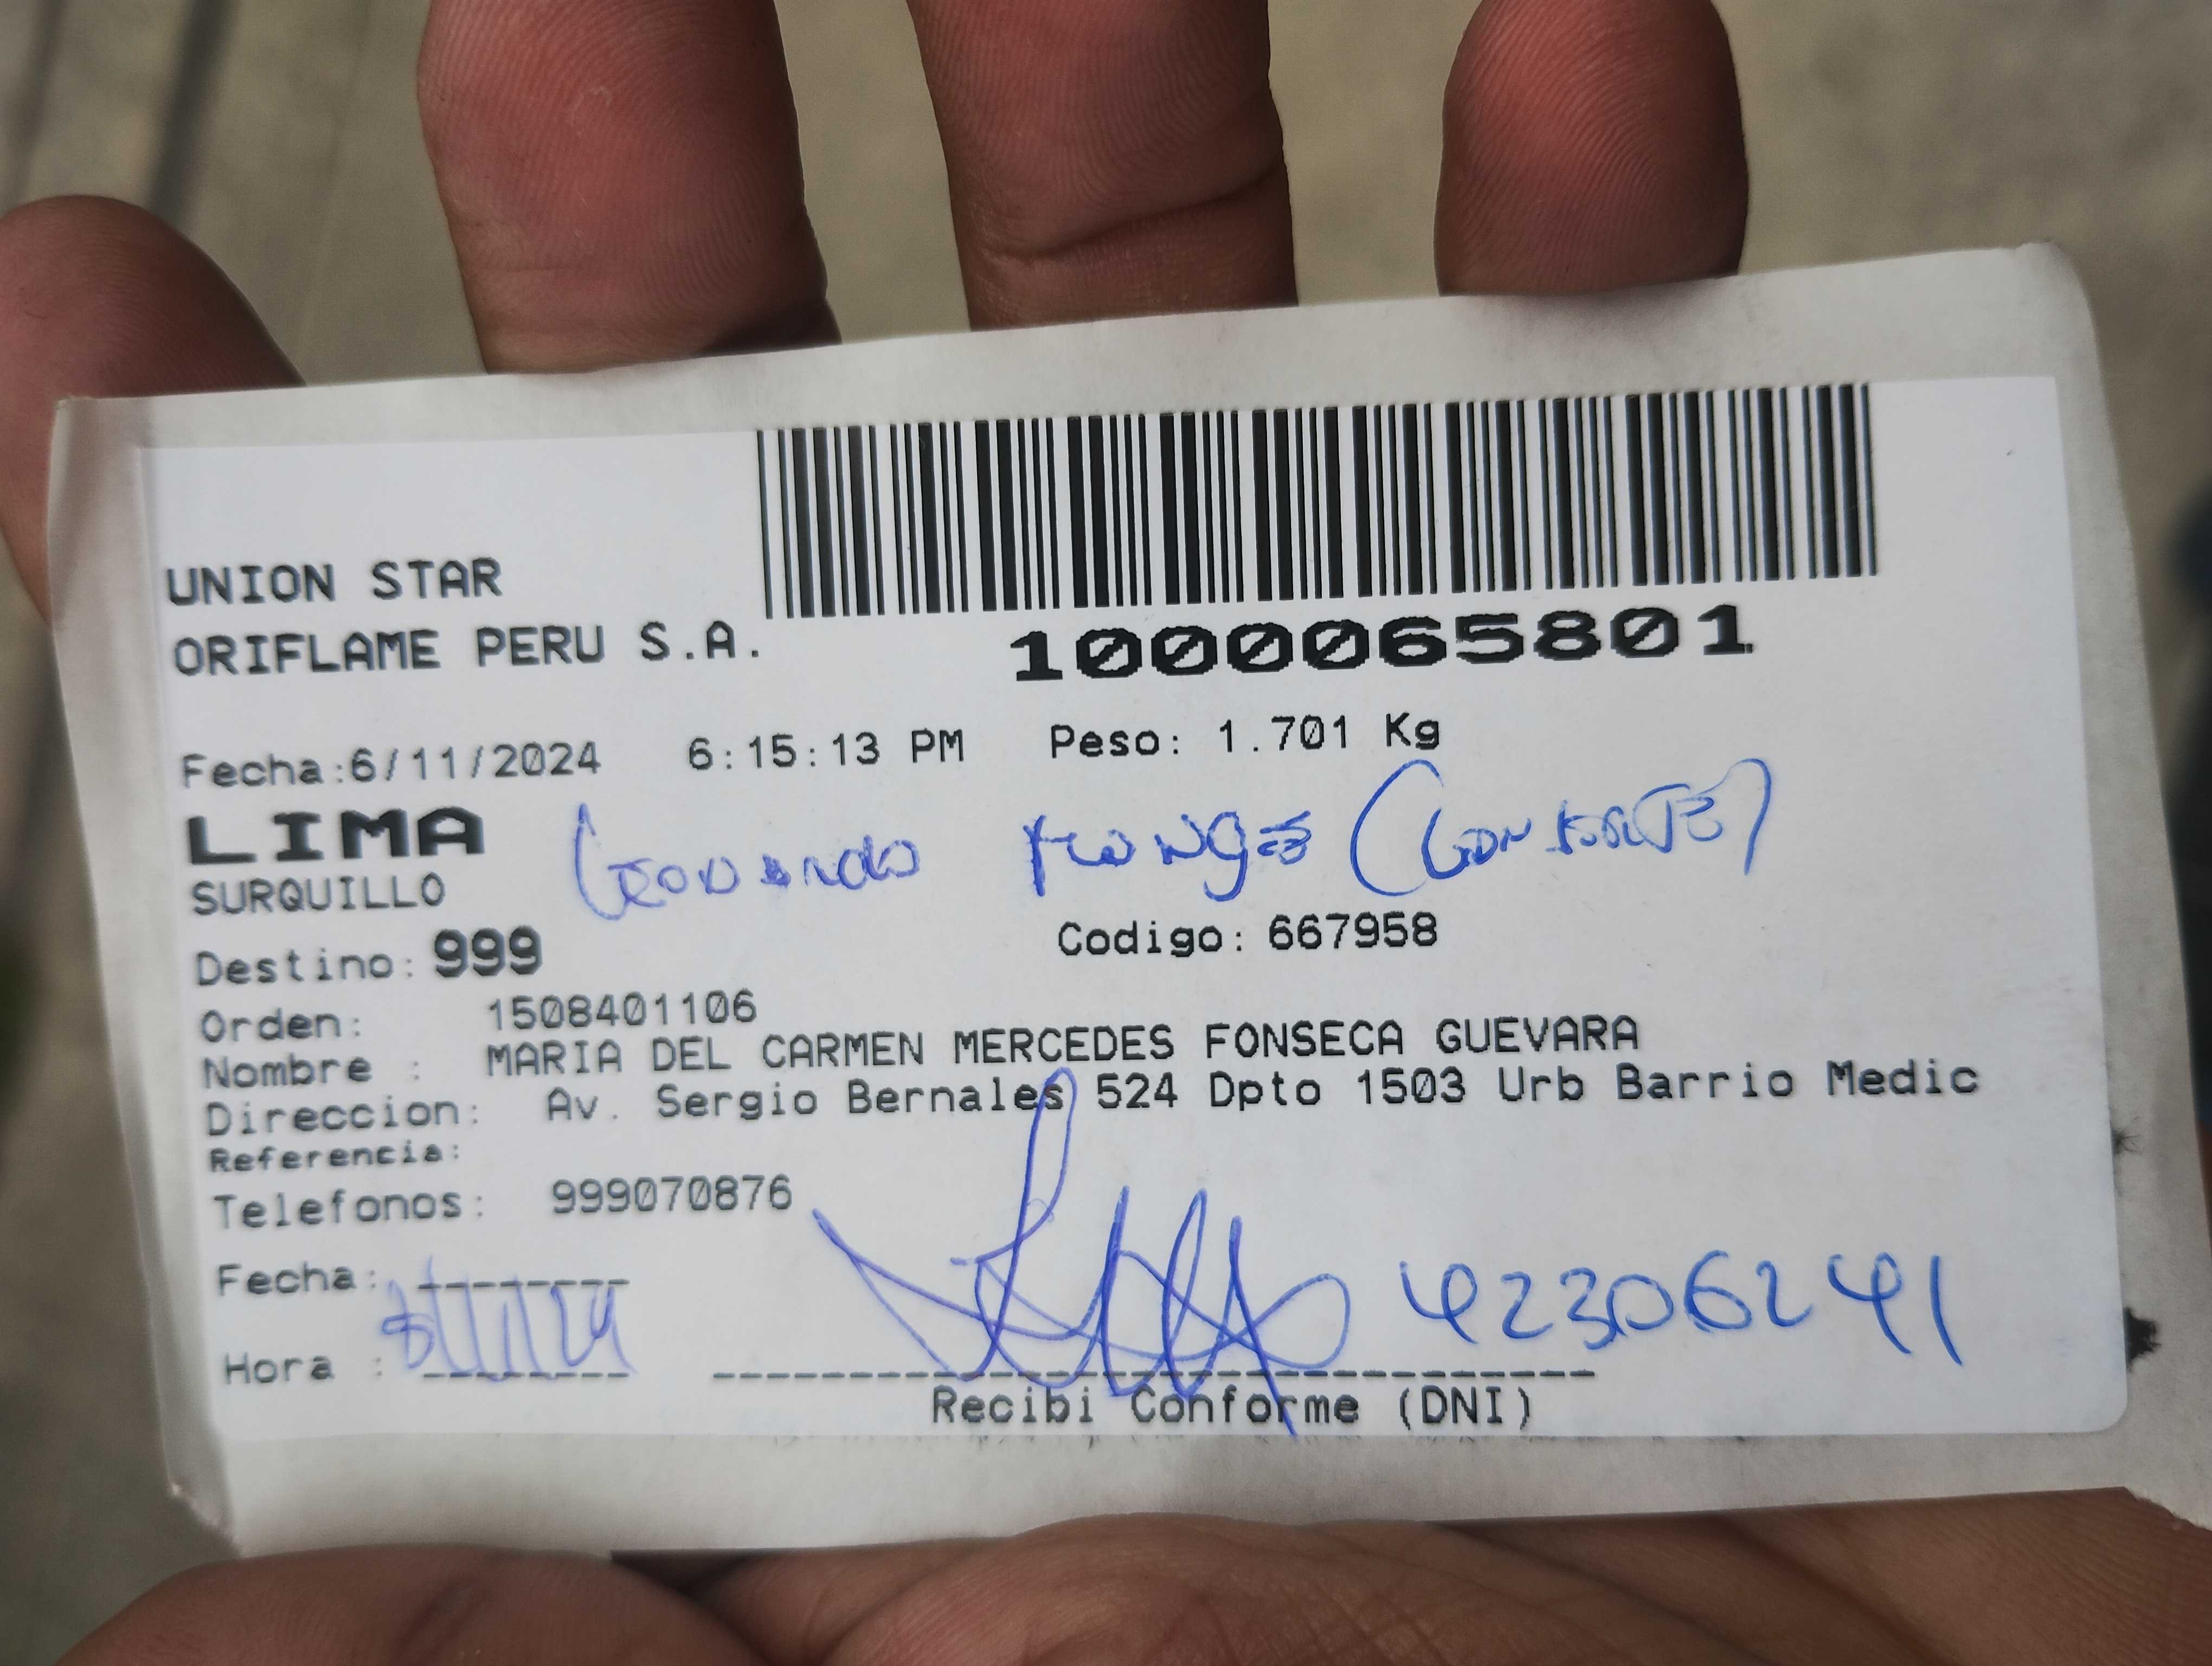 UNION STAR
ORIFLAME PERU S.A.
1000065801
Fecha:6/11/2024 6:15:13 PM Peso: 1.701 Kg
LIMA
SURQUILLO
Destino: 999 Codigo: 667958
Orden: 1508401106
Nombre : MARIA DEL CARMEN MERCEDES FONSECA GUEVARA
Direccion: Av. Sergio Bernales 524 Dpto 1503 Urb Barrio Medic
Referencia:
Telefonos: 999070876
Fecha:
42306241
Hora :
Recibi Conforme (DNI)